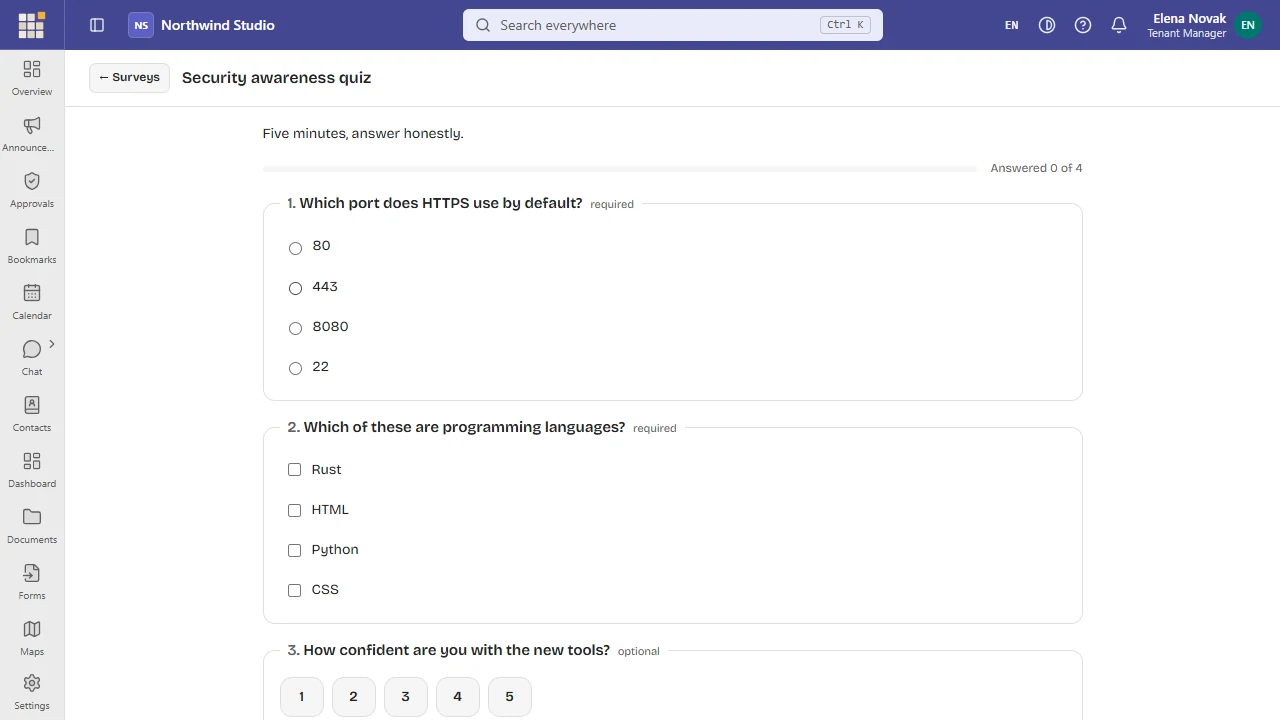 NS Northwind Studio
Search everywhere
Ctrl K
EN
Elena Novak
Tenant Manager
EN
Overview
Announce...
Approvals
Bookmarks
Calendar
Chat
Contacts
Dashboard
Documents
Forms
Maps
Settings
← Surveys
Security awareness quiz
Five minutes, answer honestly.
Answered 0 of 4
1. Which port does HTTPS use by default? required
80
443
8080
22
2. Which of these are programming languages? required
Rust
HTML
Python
CSS
3. How confident are you with the new tools? optional
1 2 3 4 5